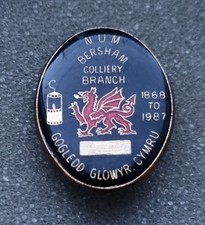 NUM
BERSHAM
COLLIERY
BRANCH
1868
TO
1987
GOGLEDD GLOWYR CYMRU